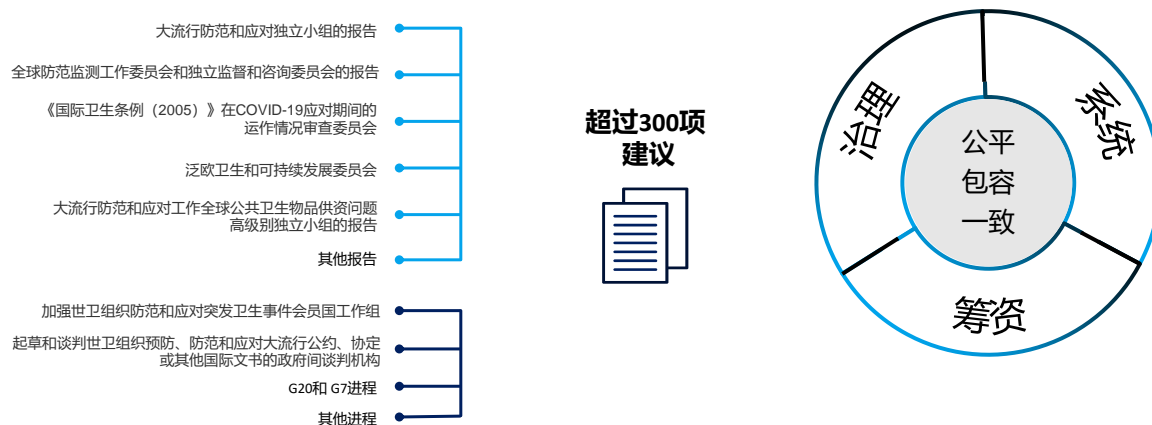 大流行防范和应对独立小组的报告
全球防范监测工作委员会和独立监督和咨询委员会的报告
《国际卫生条例（2005）》在COVID-19应对期间的
运作情况审查委员会
泛欧卫生和可持续发展委员会
大流行防范和应对工作全球公共卫生物品供资问题
高级别独立小组的报告
其他报告
加强世卫组织防范和应对突发卫生事件会员国工作组
起草和谈判世卫组织预防、防范和应对大流行公约、协定
或其他国际文书的政府间谈判机构
G20和 G7进程
其他进程
超过300项
建议
治理
系统
公平
包容
一致
筹资